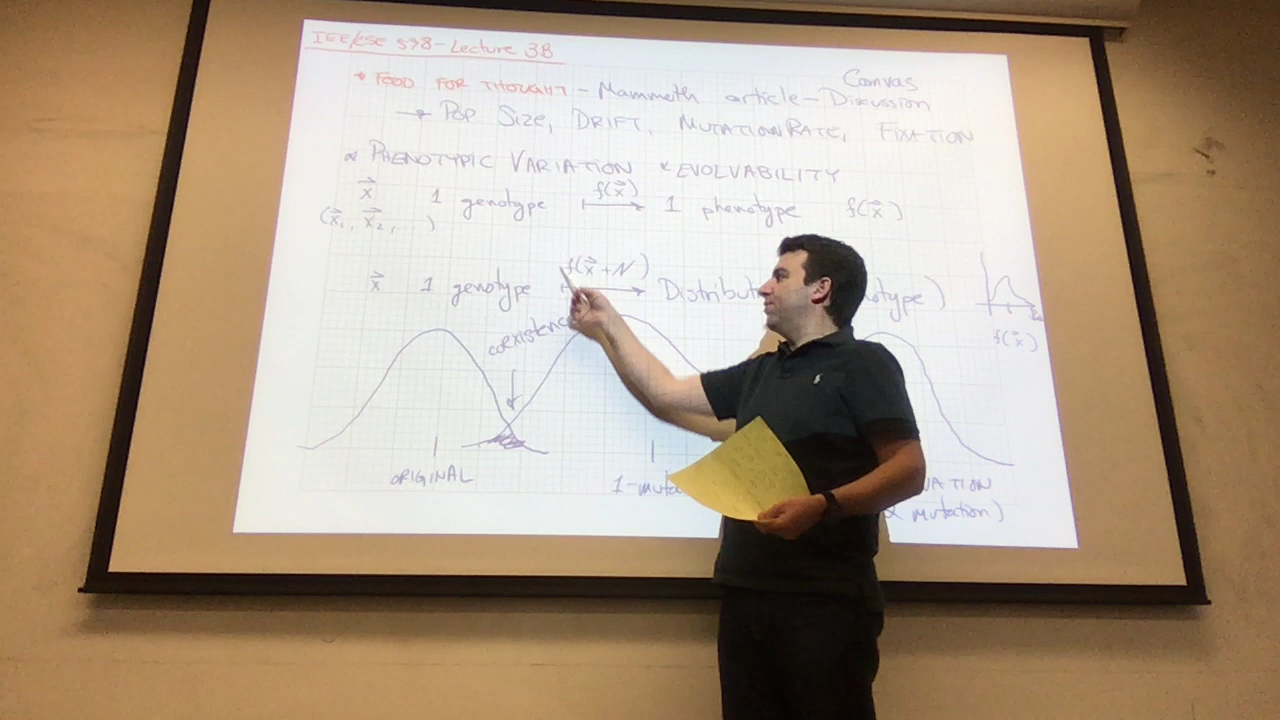 IEE/CSE 598 - Lecture 3B
* FOOD FOR THOUGHT - Mammoth article - Canvas Discussion
→ POP SIZE, DRIFT, MUTATION RATE, FIXATION
* PHENOTYPIC VARIATION & EVOLVABILITY
x⃗ 1 genotype f(x⃗) ↦ 1 phenotype f(x⃗)
(x⃗₁, x⃗₂, ...)
x⃗ 1 genotype f(x⃗+N) ↦ Distribut otype)
f(x⃗)
coexistence
ORIGINAL 1-muta ATION
mutation)